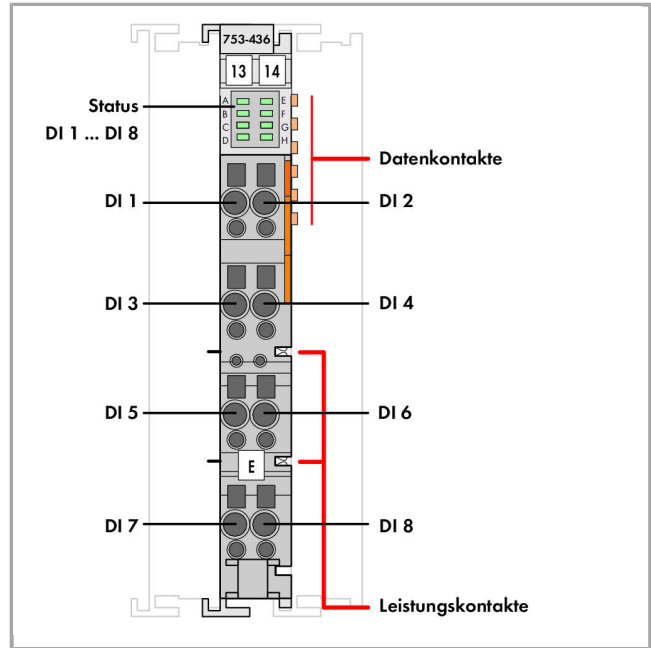 753-436
13 14
A E
B F
C G
D H
Status
DI 1 ... DI 8
Datenkontakte
DI 1 DI 2
DI 3 DI 4
DI 5 DI 6
E
DI 7 DI 8
Leistungskontakte